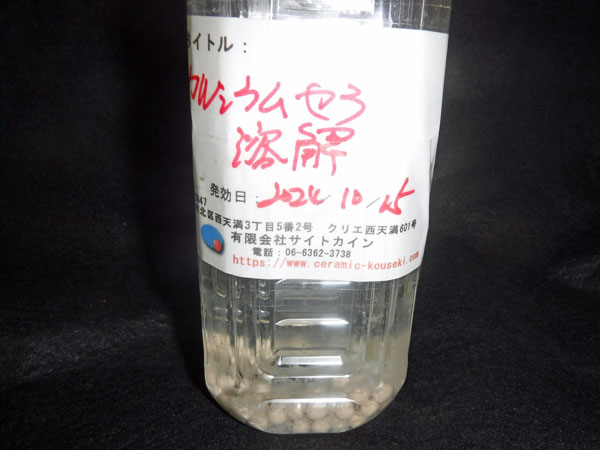 イトル：
カルシウムセラ
溶解
発効日：2024 10/25
47
北区西天満3丁目5番2号 クリエ西天満601号
有限会社サイトカイン
電話：06-6362-3738
https://www.ceramic-kouseki.com